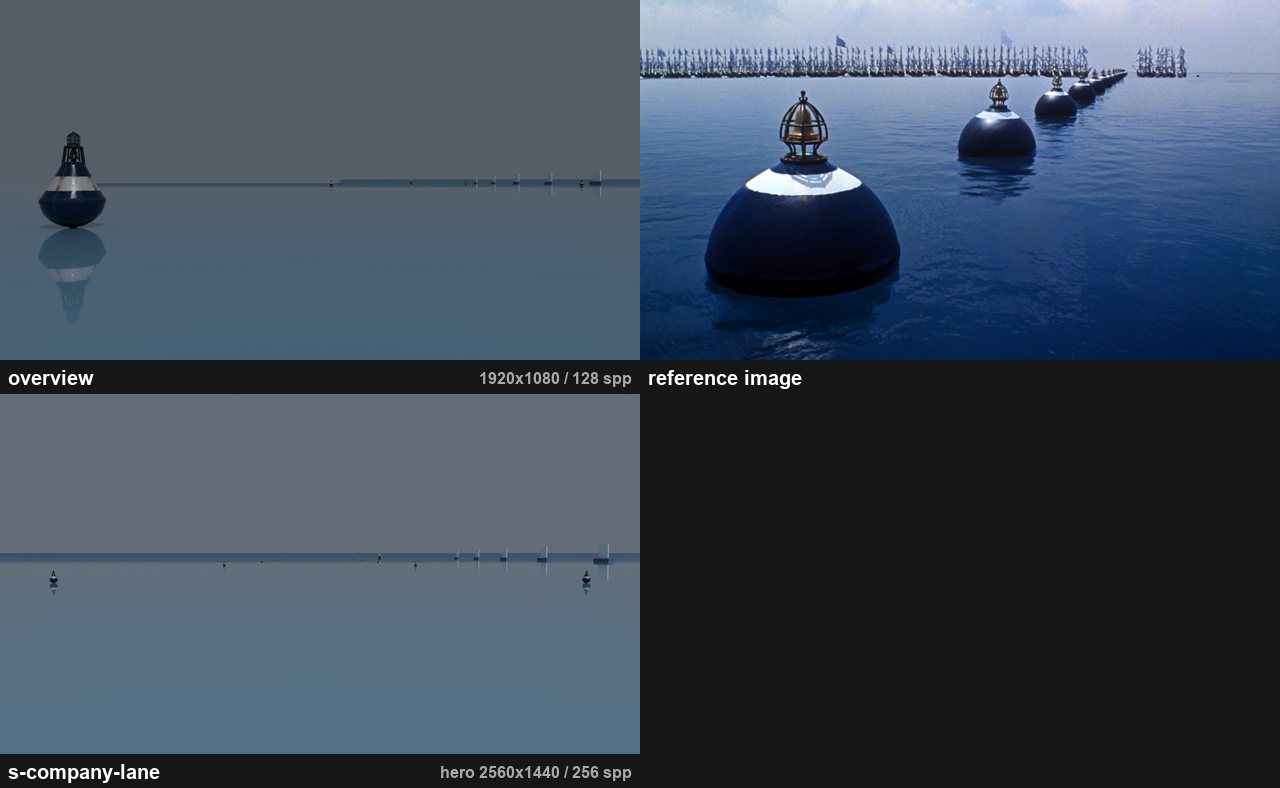 overview
1920x1080 / 128 spp
reference image
s-company-lane
hero 2560x1440 / 256 spp